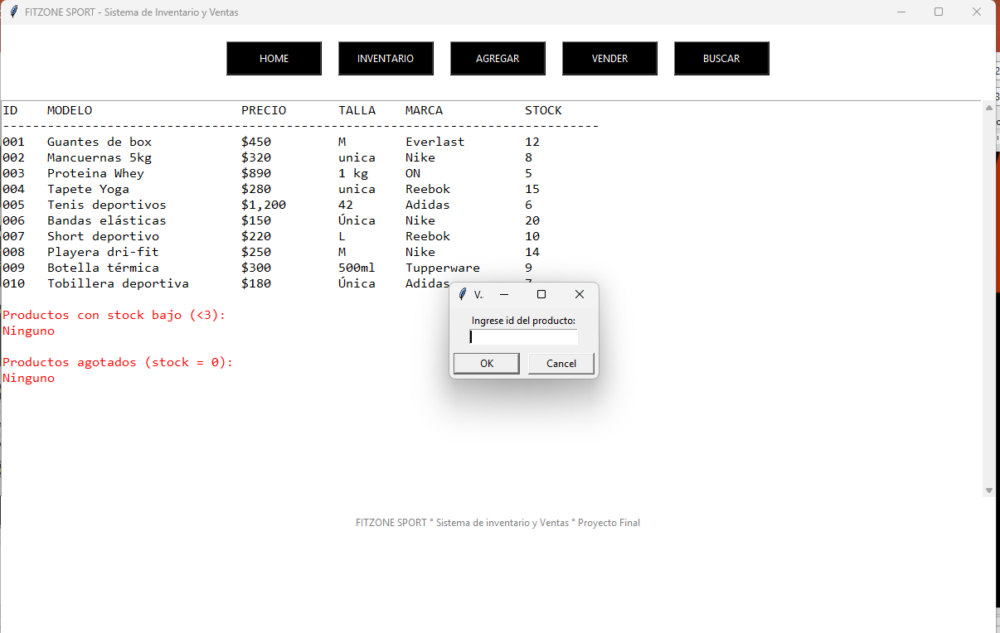 FITZONE SPORT - Sistema de Inventario y Ventas
HOME INVENTARIO AGREGAR VENDER BUSCAR
ID MODELO PRECIO TALLA MARCA STOCK
--------------------------------------------------------------------------------
001 Guantes de box $450 M Everlast 12
002 Mancuernas 5kg $320 unica Nike 8
003 Proteina Whey $890 1 kg ON 5
004 Tapete Yoga $280 unica Reebok 15
005 Tenis deportivos $1,200 42 Adidas 6
006 Bandas elásticas $150 Única Nike 20
007 Short deportivo $220 L Reebok 10
008 Playera dri-fit $250 M Nike 14
009 Botella térmica $300 500ml Tupperware 9
010 Tobillera deportiva $180 Única Adidas
V..
Ingrese id del producto:
OK Cancel
Productos con stock bajo (<3):
Ninguno
Productos agotados (stock = 0):
Ninguno
FITZONE SPORT ° Sistema de inventario y Ventas ° Proyecto Final